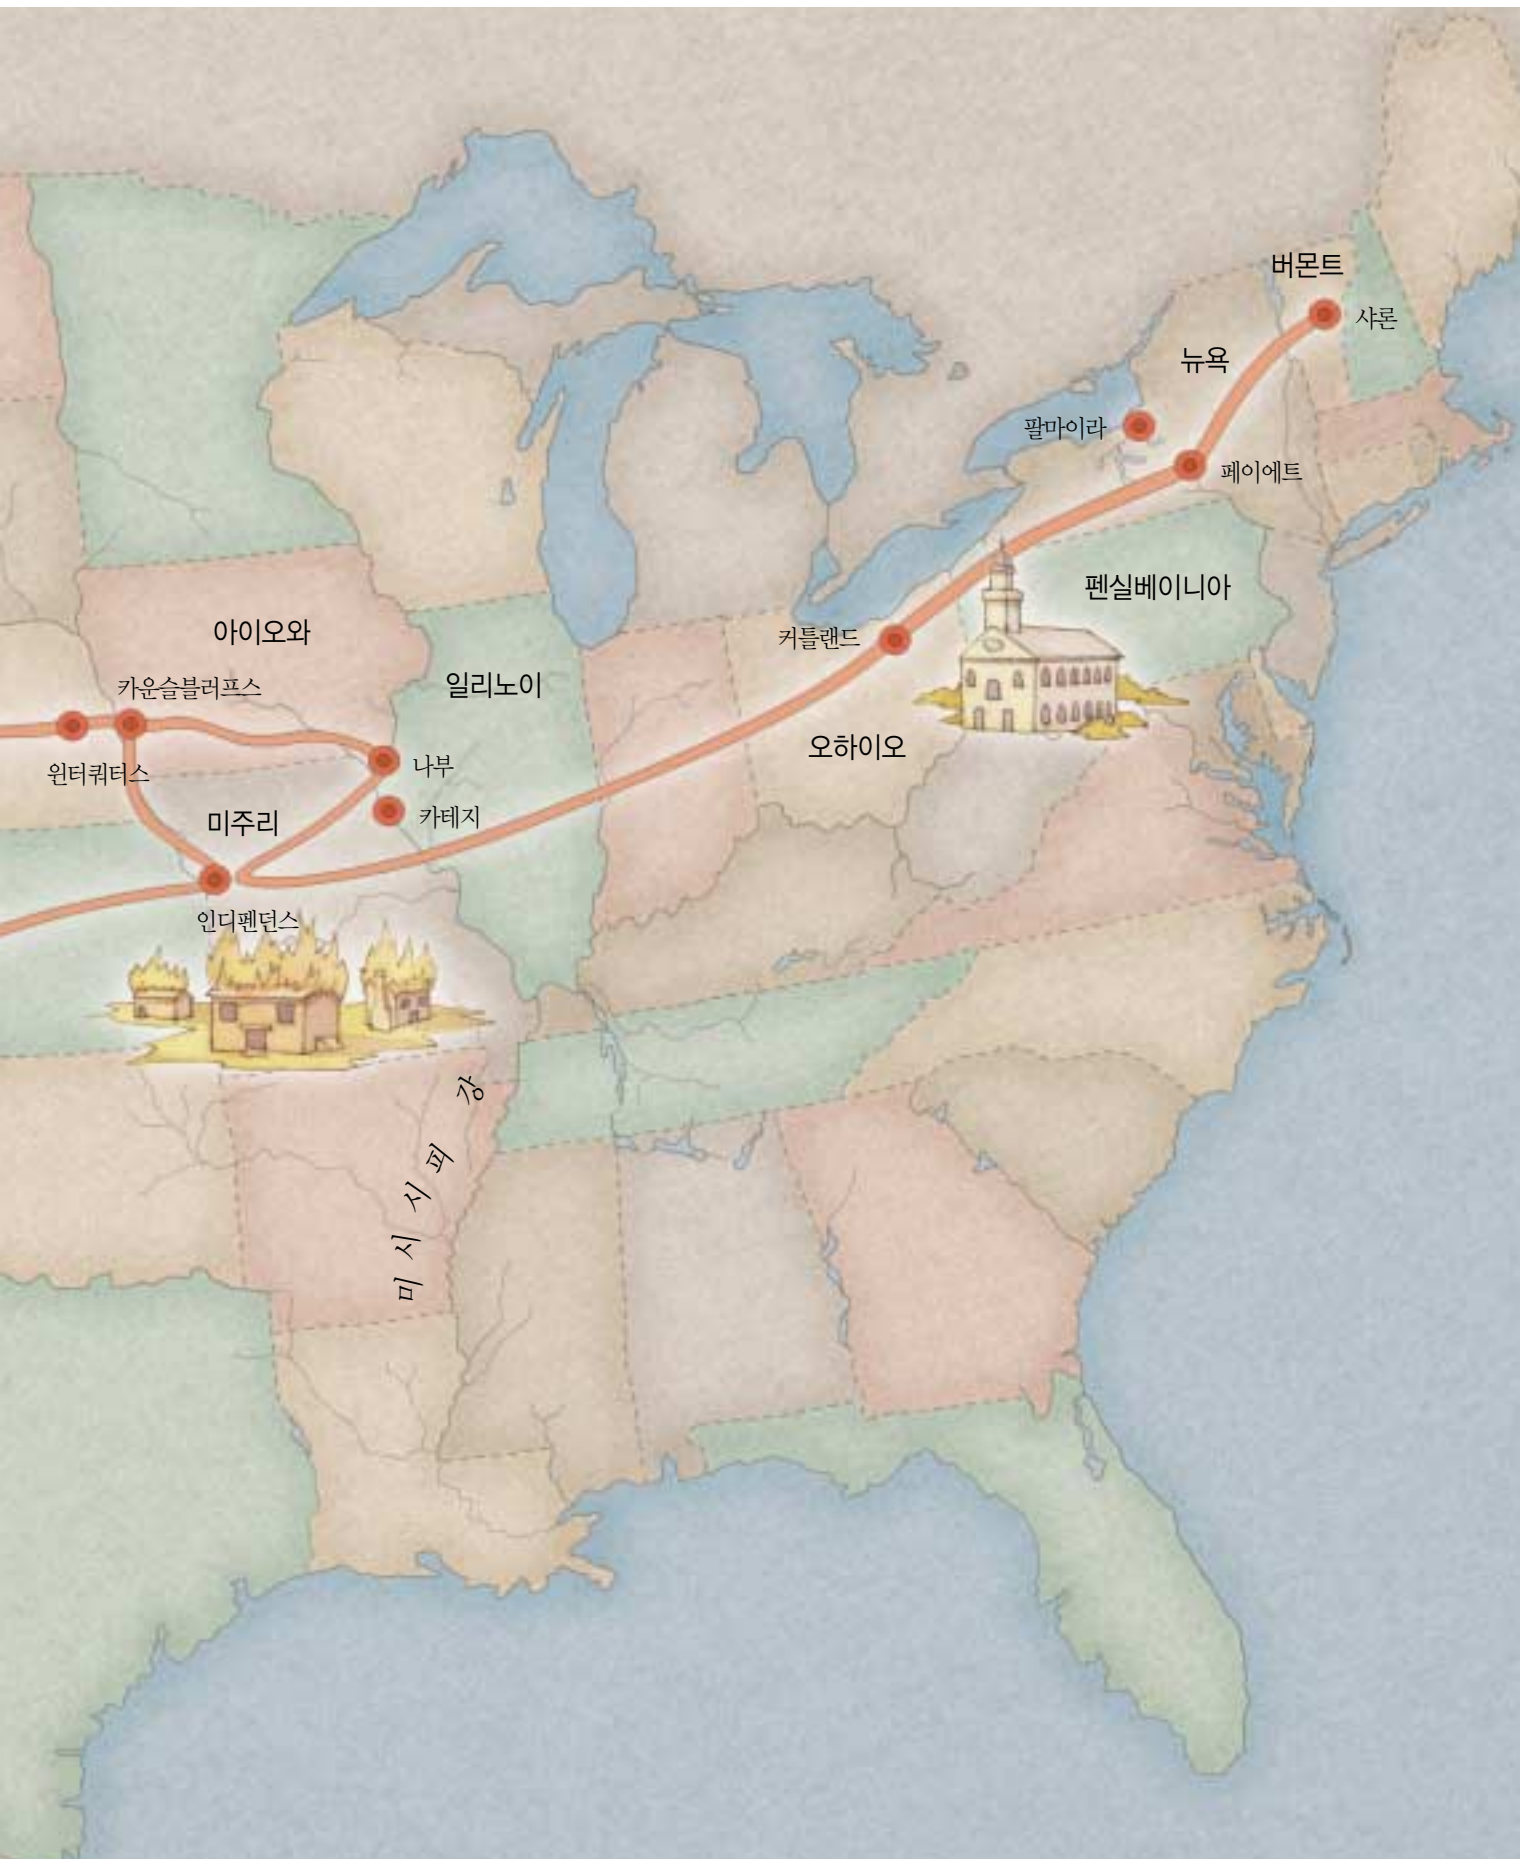 버몬트
샤론
뉴욕
팔마이라
페이에트
펜실베이니아
커틀랜드
아이오와
일리노이
카운슬블러프스
오하이오
나부
윈터쿼터스
카테지
미주리
인디펜던스
미시시피강